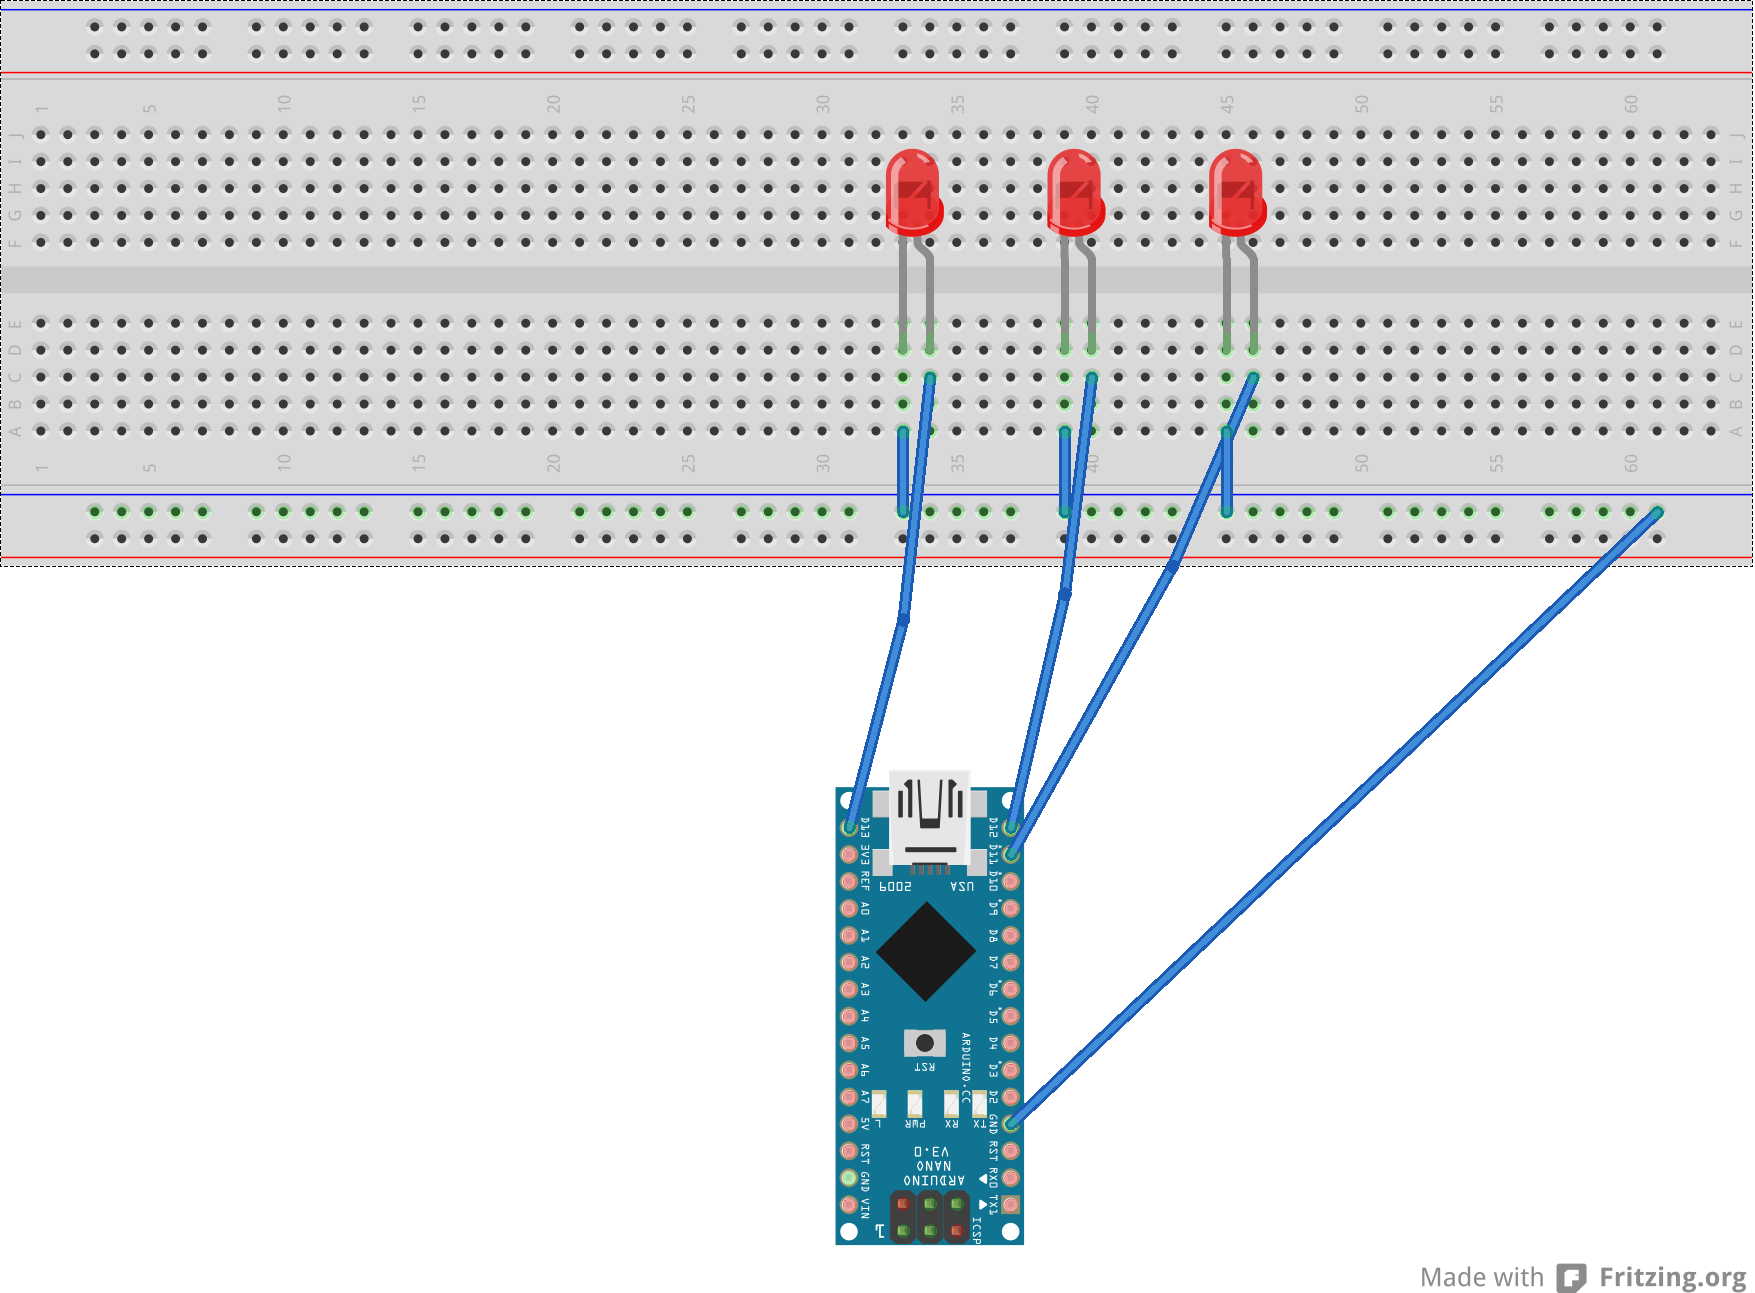 1 5 10 15 20 25 30 35 40 45 50 55 60
J J
I I
H H
G G
F F
E E
D D
C C
B B
A A
1 5 10 15 20 25 30 35 40 50 55 60
D13 D12
3V3 D11
REF D10
2009 USA
A0 D9
A1 D8
A2 D7
A3 D6
A4 D5
A5 D4
RST
ARDUINO.CC
A6 D3
A7 D2
5V GND
L PWR RX TX
RST RST
GND RX0
VIN TX1
ARDUINO
NANO
V3.0
1
ICSP
Made with Fritzing.org